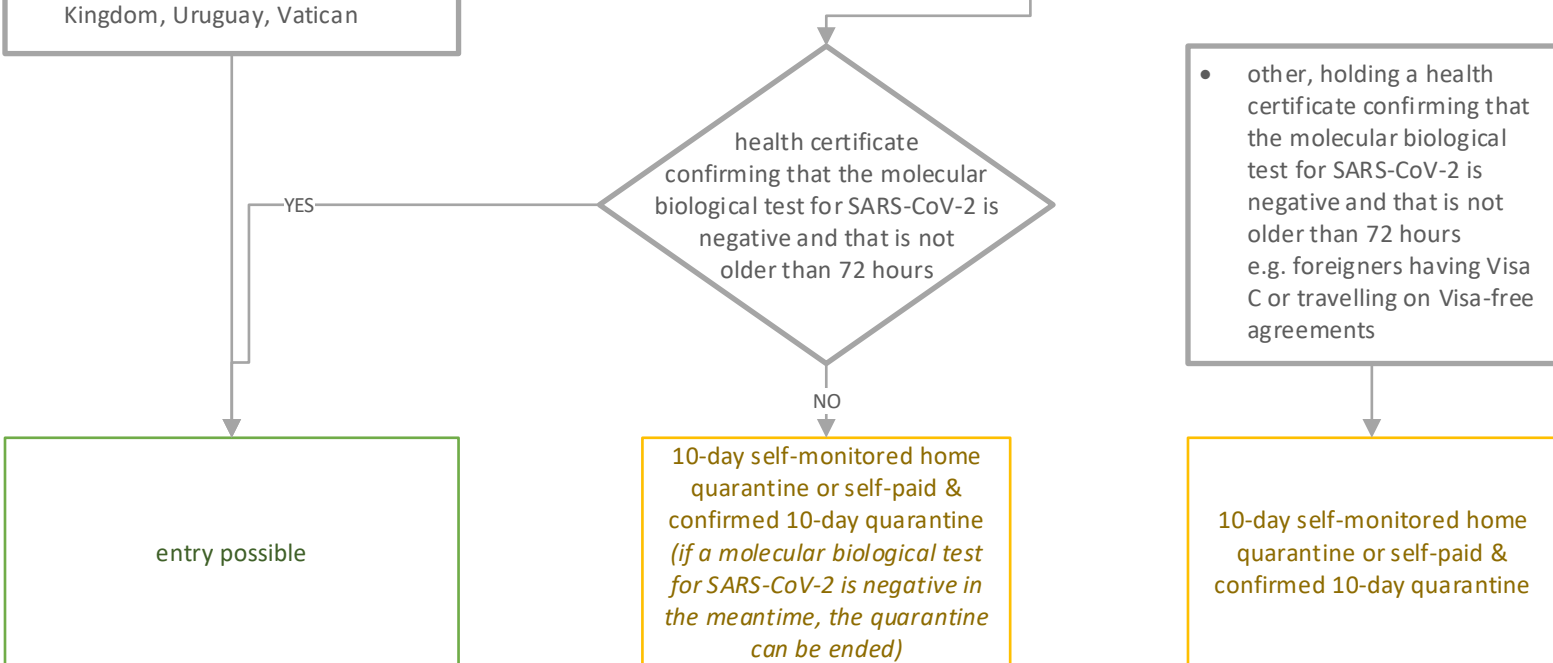 Kingdom, Uruguay, Vatican
health certificate
confirming that the molecular
biological test for SARS-CoV-2 is
negative and that is not
older than 72 hours
• other, holding a health
certificate confirming that
the molecular biological
test for SARS-CoV-2 is
negative and that is not
older than 72 hours
e.g. foreigners having Visa
C or travelling on Visa-free
agreements
YES
NO
entry possible
10-day self-monitored home
quarantine or self-paid &
confirmed 10-day quarantine
(if a molecular biological test
for SARS-CoV-2 is negative in
the meantime, the quarantine
can be ended)
10-day self-monitored home
quarantine or self-paid &
confirmed 10-day quarantine